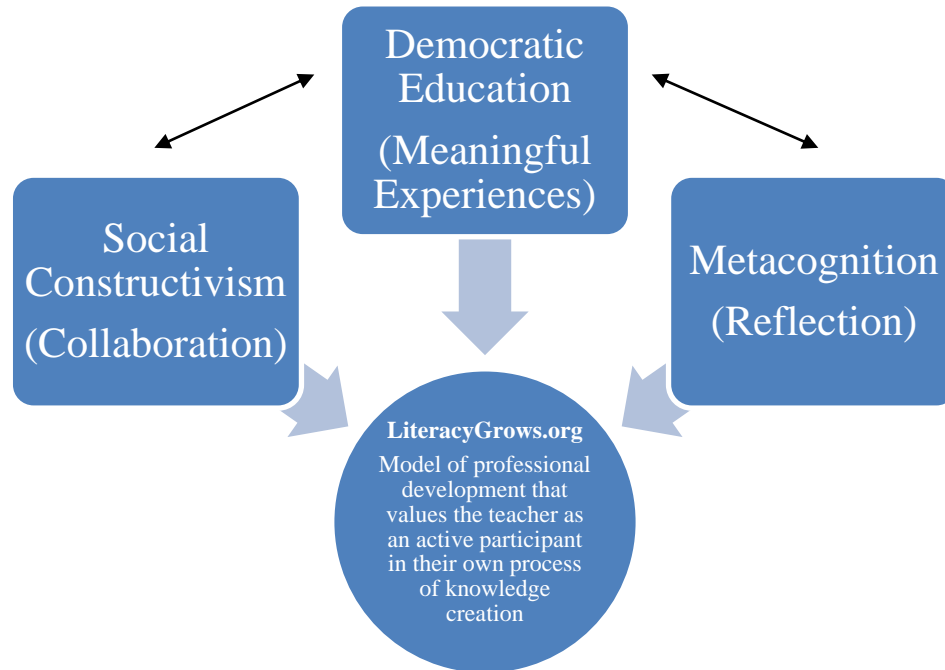 Democratic
Education
(Meaningful
Experiences)
Social
Constructivism
(Collaboration)
Metacognition
(Reflection)
LiteracyGrows.org
Model of professional
development that
values the teacher as
an active participant
in their own process
of knowledge
creation